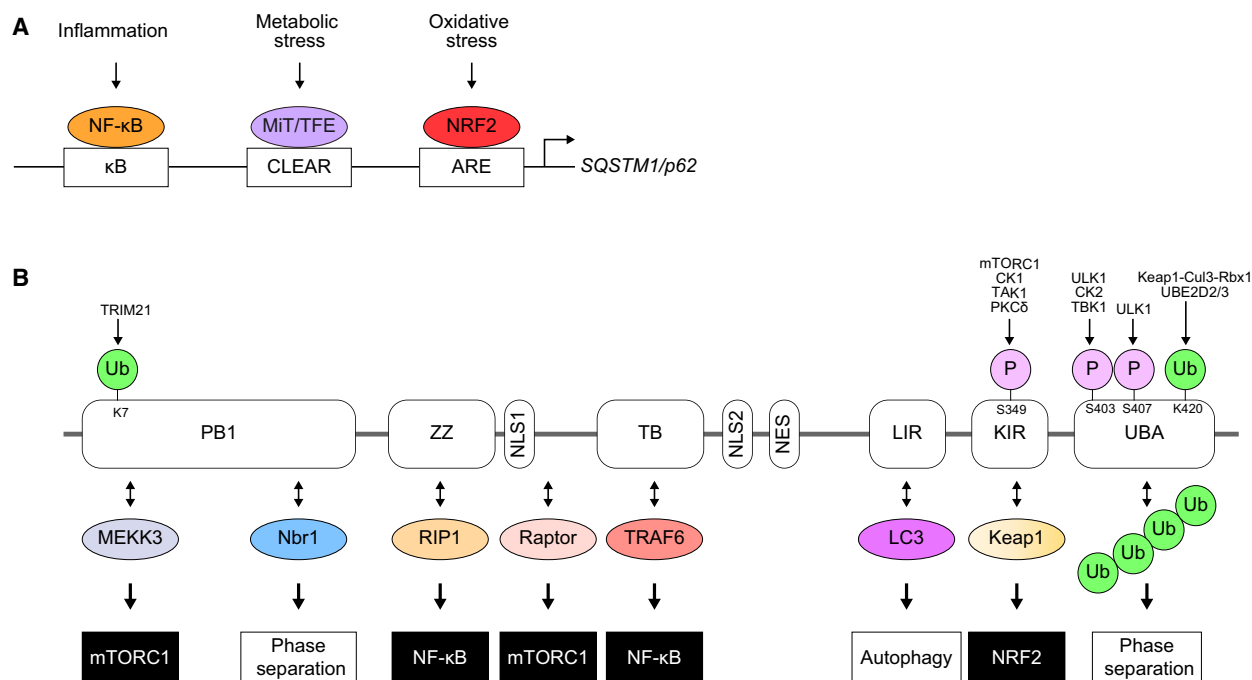 A
Inflammation
Metabolic
stress
Oxidative
stress
NF-κB
MiT/TFE
NRF2
κB
CLEAR
ARE
SQSTM1/p62
B
TRIM21
mTORC1
CK1
TAK1
PKCδ
ULK1
CK2
TBK1
ULK1
Keap1-Cul3-Rbx1
UBE2D2/3
Ub
P
P
P
Ub
K7
S349
S403
S407
K420
PB1
ZZ
NLS1
TB
NLS2
NES
LIR
KIR
UBA
MEKK3
Nbr1
RIP1
Raptor
TRAF6
LC3
Keap1
Ub
Ub
Ub
Ub
mTORC1
Phase
separation
NF-κB
mTORC1
NF-κB
Autophagy
NRF2
Phase
separation